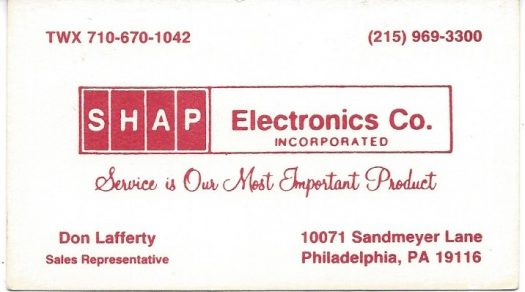 TWX 710-670-1042
(215) 969-3300
SHAP Electronics Co.
INCORPORATED
Service is Our Most Important Product
Don Lafferty
Sales Representative
10071 Sandmeyer Lane
Philadelphia, PA 19116